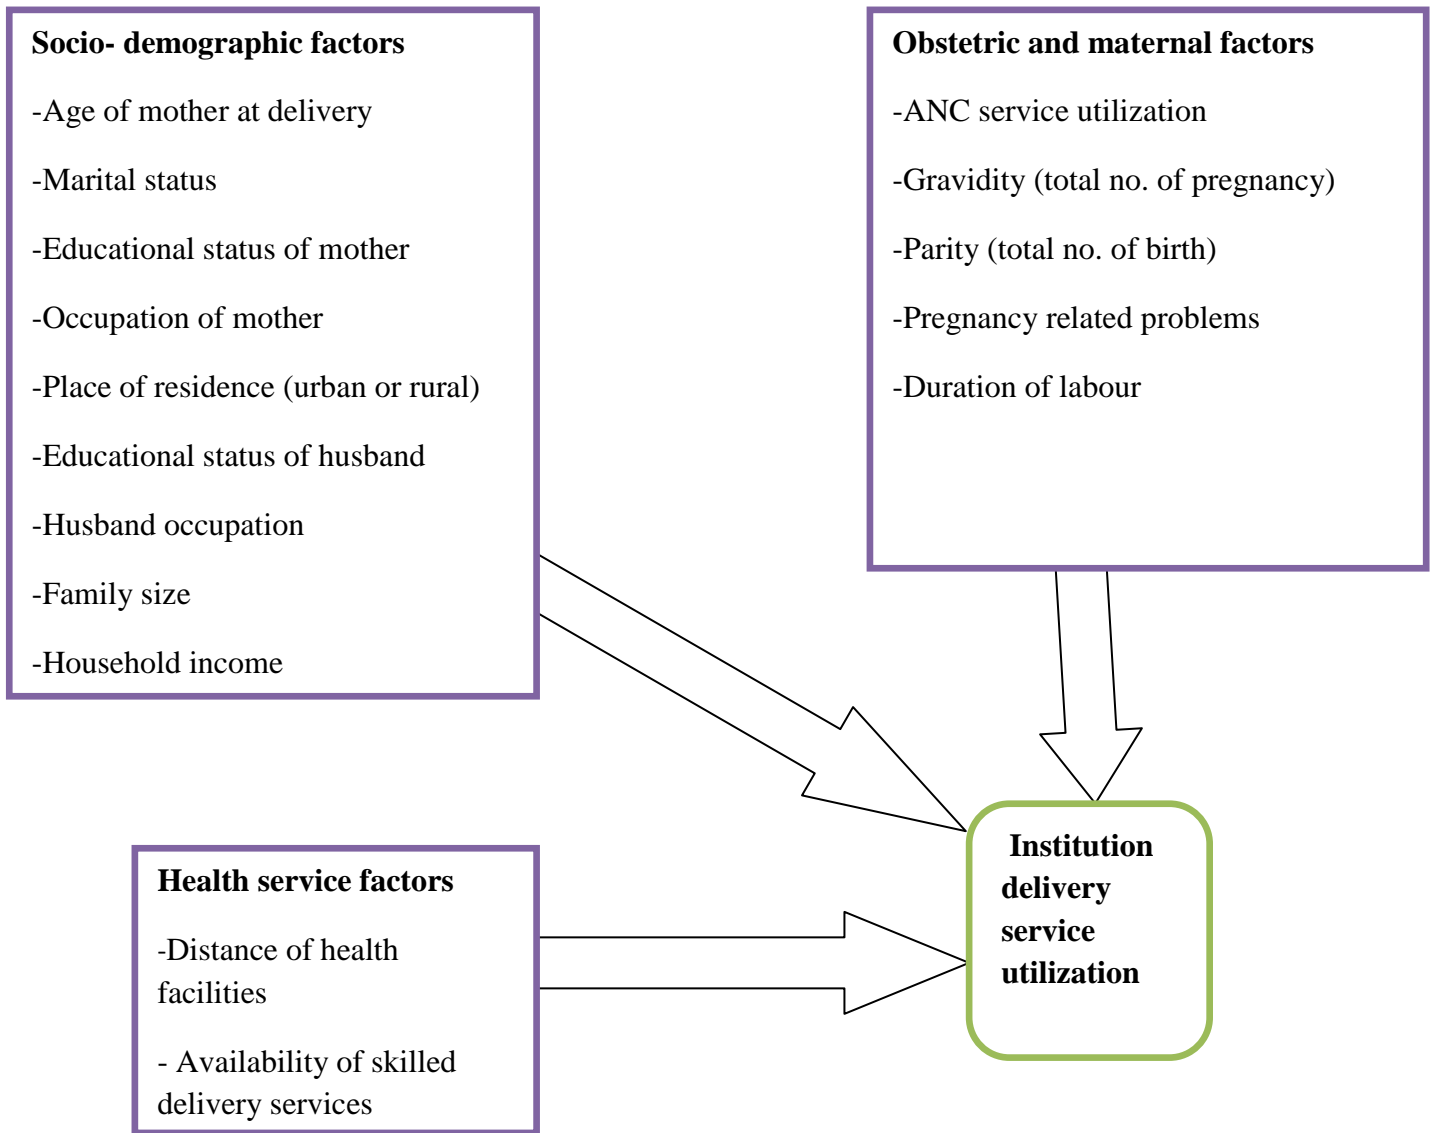 Socio- demographic factors
-Age of mother at delivery
-Marital status
-Educational status of mother
-Occupation of mother
-Place of residence (urban or rural)
-Educational status of husband
-Husband occupation
-Family size
-Household income
Obstetric and maternal factors
-ANC service utilization
-Gravidity (total no. of pregnancy)
-Parity (total no. of birth)
-Pregnancy related problems
-Duration of labour
Health service factors
-Distance of health
facilities
- Availability of skilled
delivery services
Institution
delivery
service
utilization